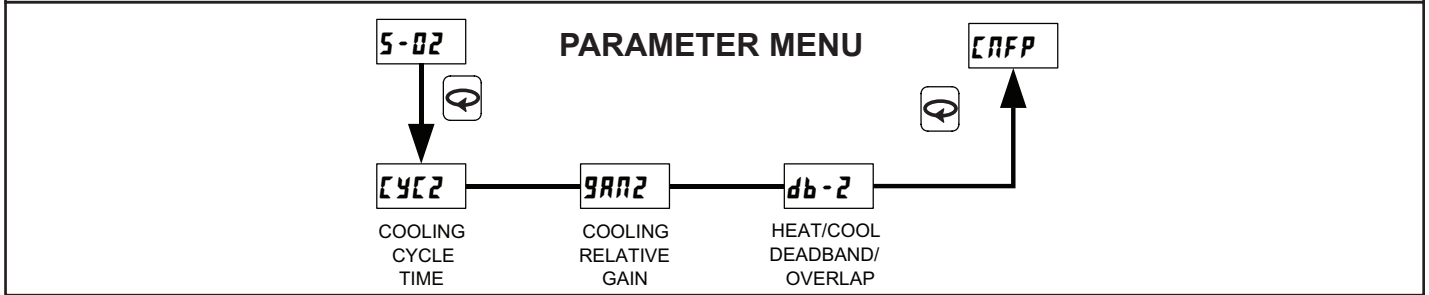 5-02
PARAMETER MENU
CNFP
CYC2
GAN2
db-2
COOLING
CYCLE
TIME
COOLING
RELATIVE
GAIN
HEAT/COOL
DEADBAND/
OVERLAP